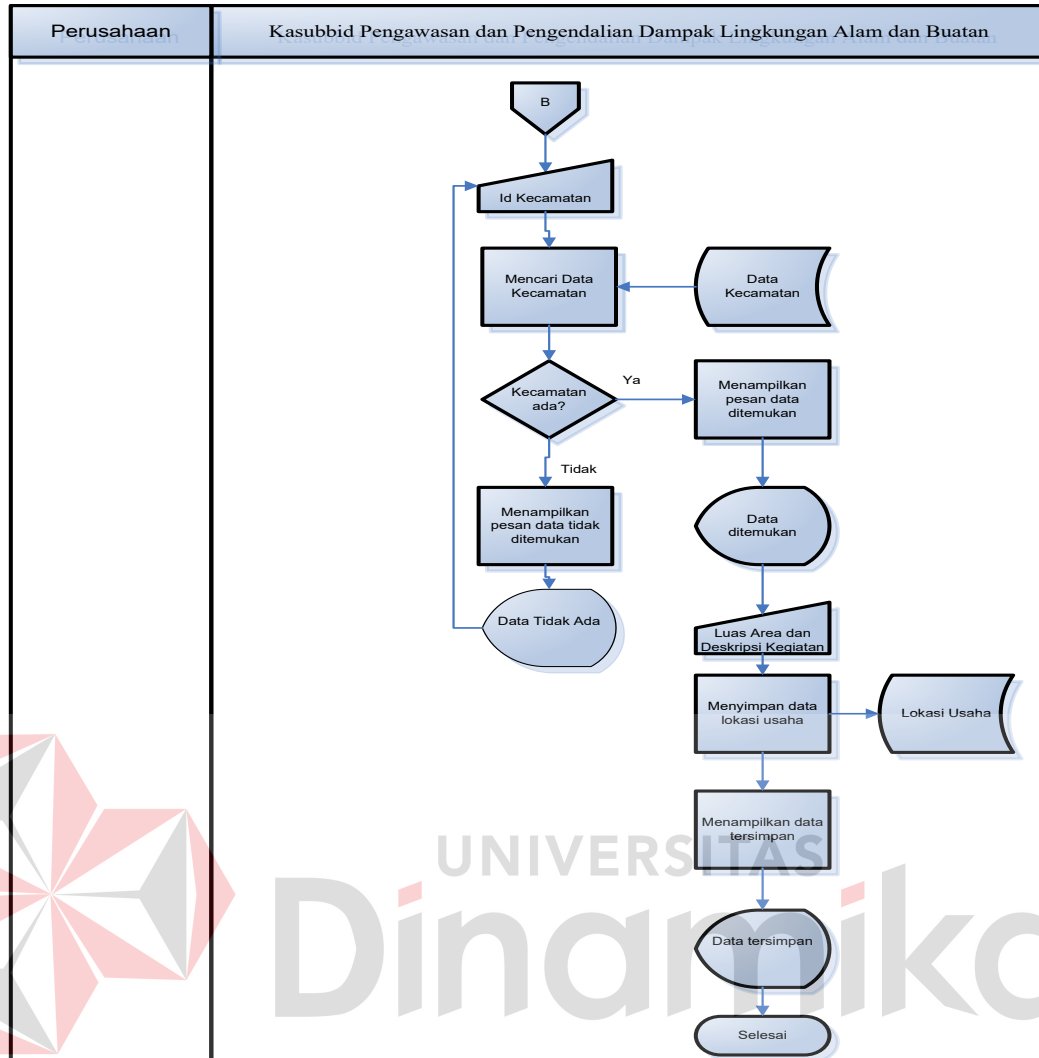 Perusahaan
Kasubbid Pengawasan dan Pengendalian Dampak Lingkungan Alam dan Buatan
B
Id Kecamatan
Mencari Data
Kecamatan
Data
Kecamatan
Kecamatan
ada?
Ya
Menampilkan
pesan data
ditemukan
Tidak
Menampilkan
pesan data tidak
ditemukan
Data
ditemukan
Data Tidak Ada
Luas Area dan
Deskripsi Kegiatan
Menyimpan data
lokasi usaha
Lokasi Usaha
Menampilkan data
tersimpan
UNIVERSITAS
Dinamika
Data tersimpan
Selesai